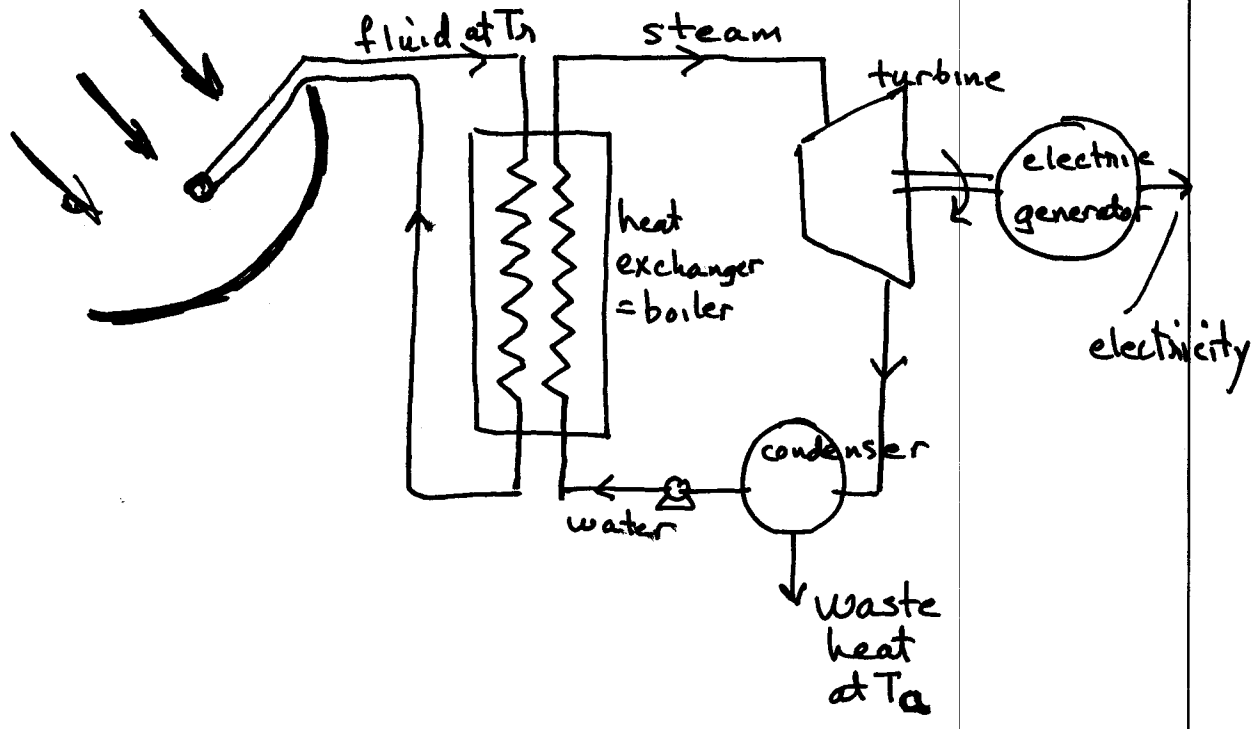 fluid at Tr
steam
turbine
electric
generator
heat
exchanger
= boiler
electricity
condenser
water
waste
heat
at Ta